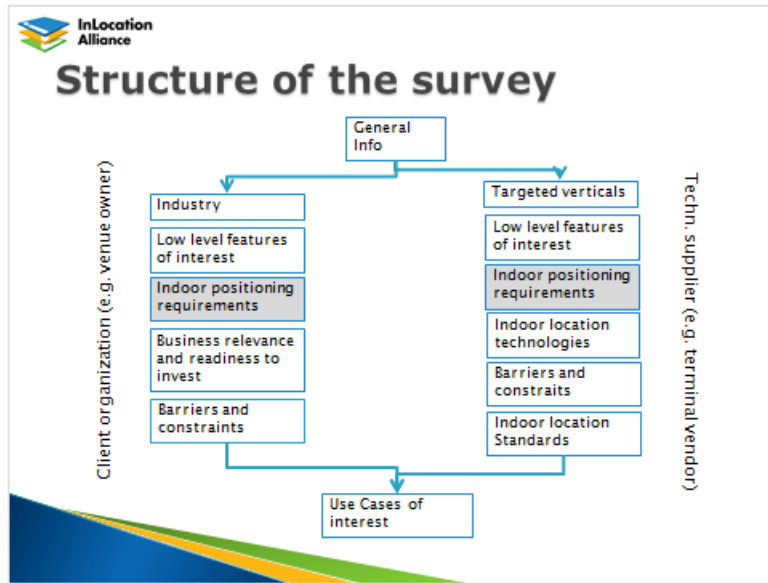 InLocation
Alliance
Structure of the survey
General
Info
Client organization (e.g. venue owner)
Industry
Low level features
of interest
Indoor positioning
requirements
Business relevance
and readiness to
invest
Barriers and
constraints
Targeted verticals
Low level features
of interest
Indoor positioning
requirements
Indoor location
technologies
Barriers and
constraits
Indoor location
Standards
Techn. supplier (e.g. terminal vendor)
Use Cases of
interest